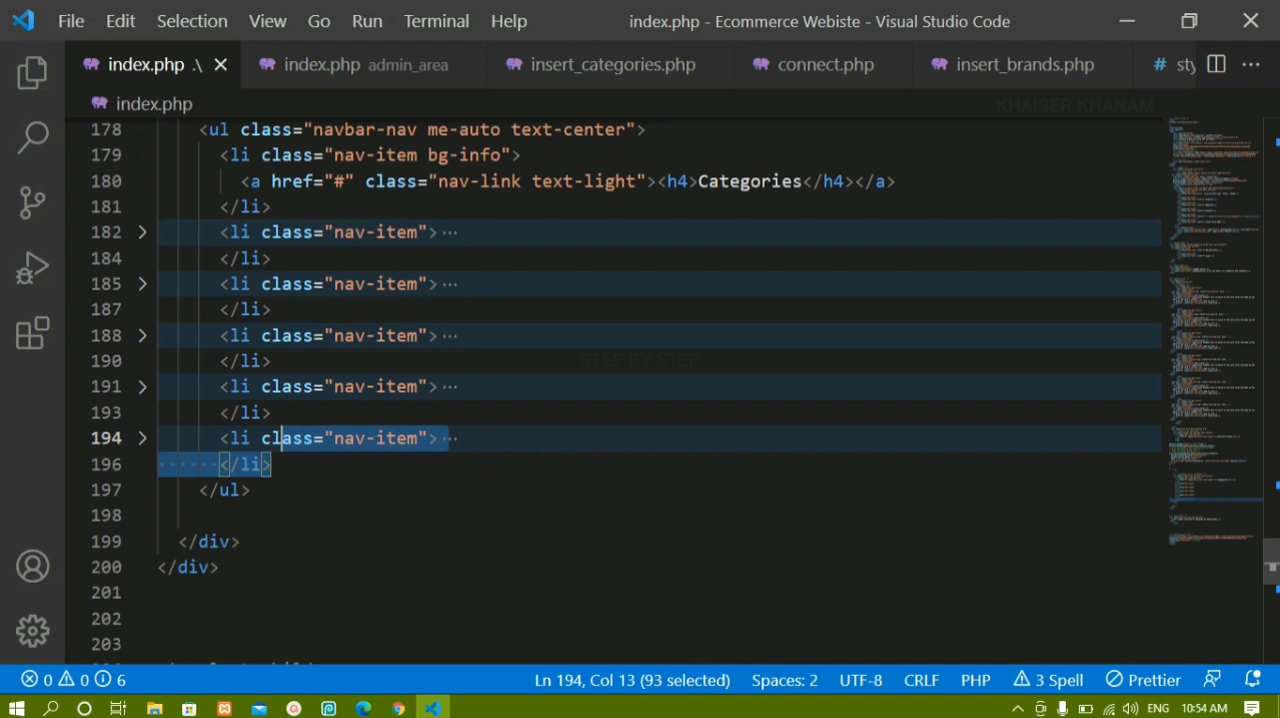 File Edit Selection View Go Run Terminal Help index.php - Ecommerce Webiste - Visual Studio Code
index.php .\ index.php admin_area insert_categories.php connect.php insert_brands.php # sty
index.php
KHAISER KHANAM
178 <ul class="navbar-nav me-auto text-center">
179 <li class="nav-item bg-info">
180 <a href="#" class="nav-link text-light"><h4>Categories</h4></a>
181 </li>
182 <li class="nav-item">···
184 </li>
185 <li class="nav-item">···
187 </li>
188 <li class="nav-item">···
STEP BY STEP
190 </li>
191 <li class="nav-item">···
193 </li>
194 <li class="nav-item">···
196 </li>
197 </ul>
198
199 </div>
200 </div>
201
202
203
0 0 6 Ln 194, Col 13 (93 selected) Spaces: 2 UTF-8 CRLF PHP 3 Spell Prettier
ENG 10:54 AM